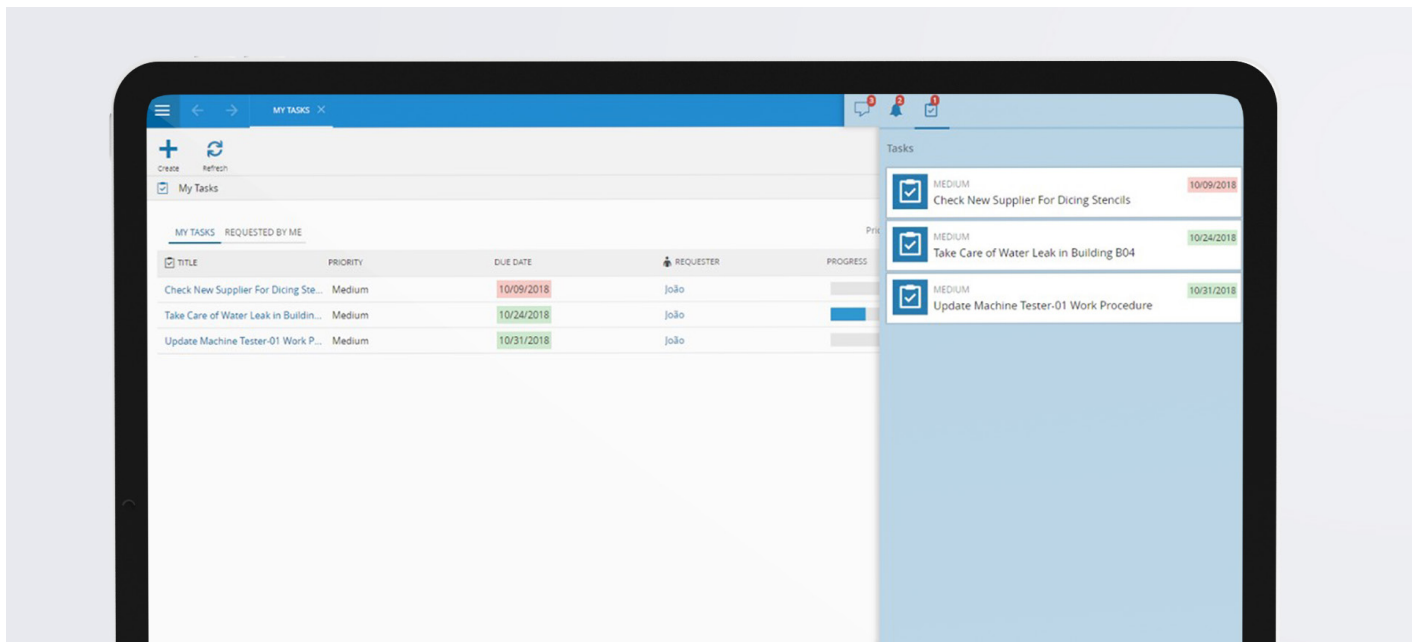 MY TASKS
3
2
1
Create
Refresh
My Tasks
MY TASKS REQUESTED BY ME
TITLE PRIORITY DUE DATE REQUESTER PROGRESS
Check New Supplier For Dicing Ste... Medium 10/09/2018 João
Take Care of Water Leak in Buildin... Medium 10/24/2018 João
Update Machine Tester-01 Work P... Medium 10/31/2018 João
Tasks
MEDIUM 10/09/2018
Check New Supplier For Dicing Stencils
MEDIUM 10/24/2018
Take Care of Water Leak in Building B04
MEDIUM 10/31/2018
Update Machine Tester-01 Work Procedure